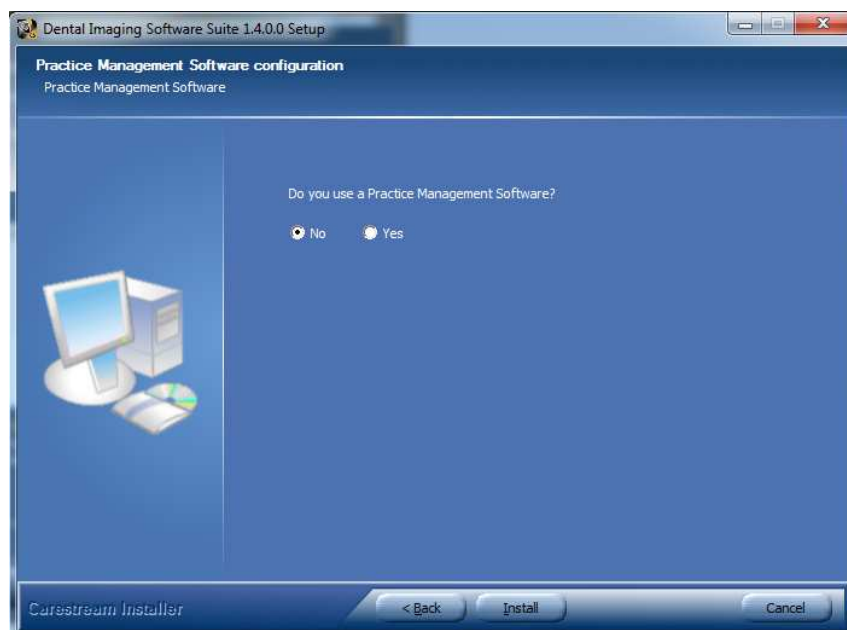 Dental Imaging Software Suite 1.4.0.0 Setup
Practice Management Software configuration
Practice Management Software
Do you use a Practice Management Software?
No Yes
Carestream Installer
< Back Install Cancel